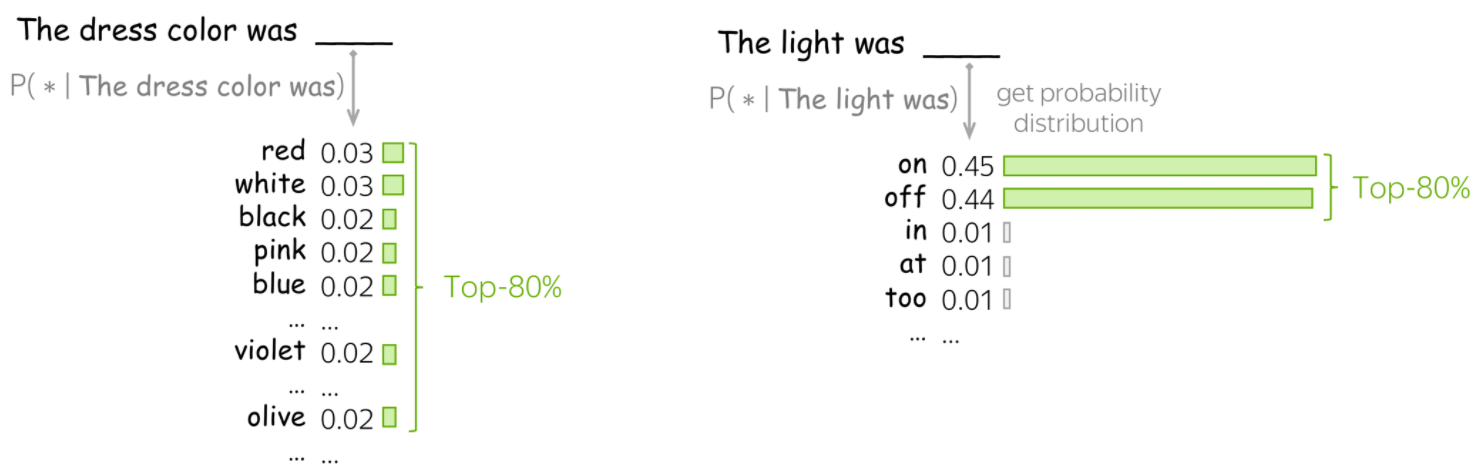 The dress color was _____
P( * | The dress color was)
red 0.03
white 0.03
black 0.02
pink 0.02
blue 0.02
... ...
violet 0.02
... ...
olive 0.02
... ...
Top-80%
The light was _____
P( * | The light was)
get probability
distribution
on 0.45
off 0.44
in 0.01
at 0.01
too 0.01
... ...
Top-80%